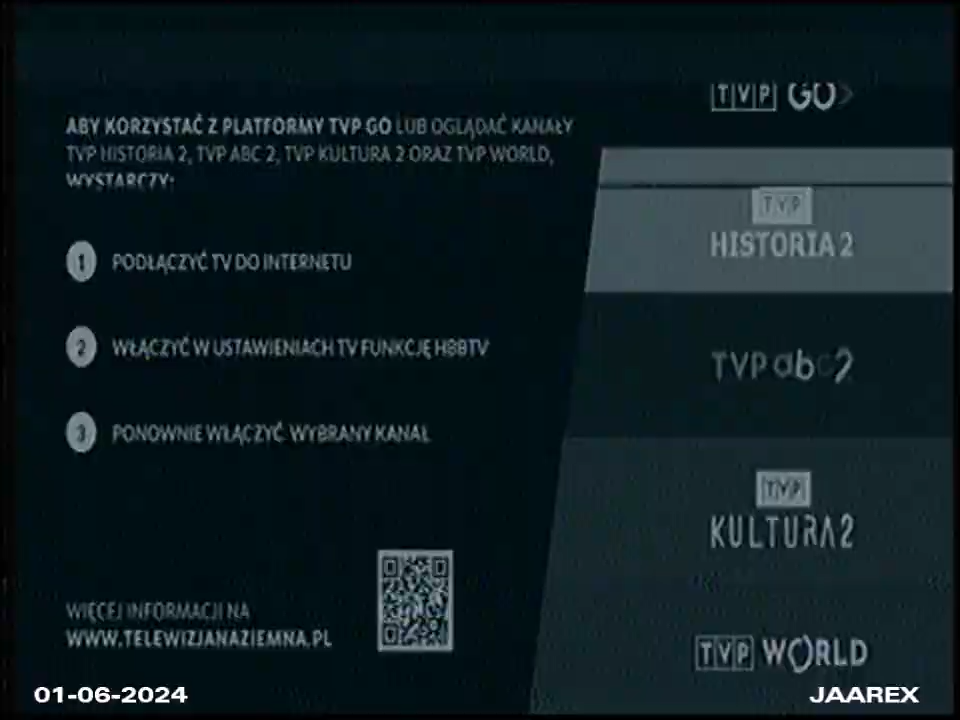 ABY KORZYSTAĆ Z PLATFORMY TVP GO LUB OGLĄDAĆ KANAŁY
TVP HISTORIA 2, TVP ABC 2, TVP KULTURA 2 ORAZ TVP WORLD,
WYSTARCZY:
1 PODŁĄCZYĆ TV DO INTERNETU
2 WŁĄCZYĆ W USTAWIENIACH TV FUNKCJĘ HBBTV
3 PONOWNIE WŁĄCZYĆ WYBRANY KANAŁ
WIĘCEJ INFORMACJI NA
WWW.TELEWIZJANAZIEMNA.PL
TVP GO
TVP
HISTORIA 2
TVP abc 2
TVP
KULTURA 2
TVP WORLD
01-06-2024
JAAREX